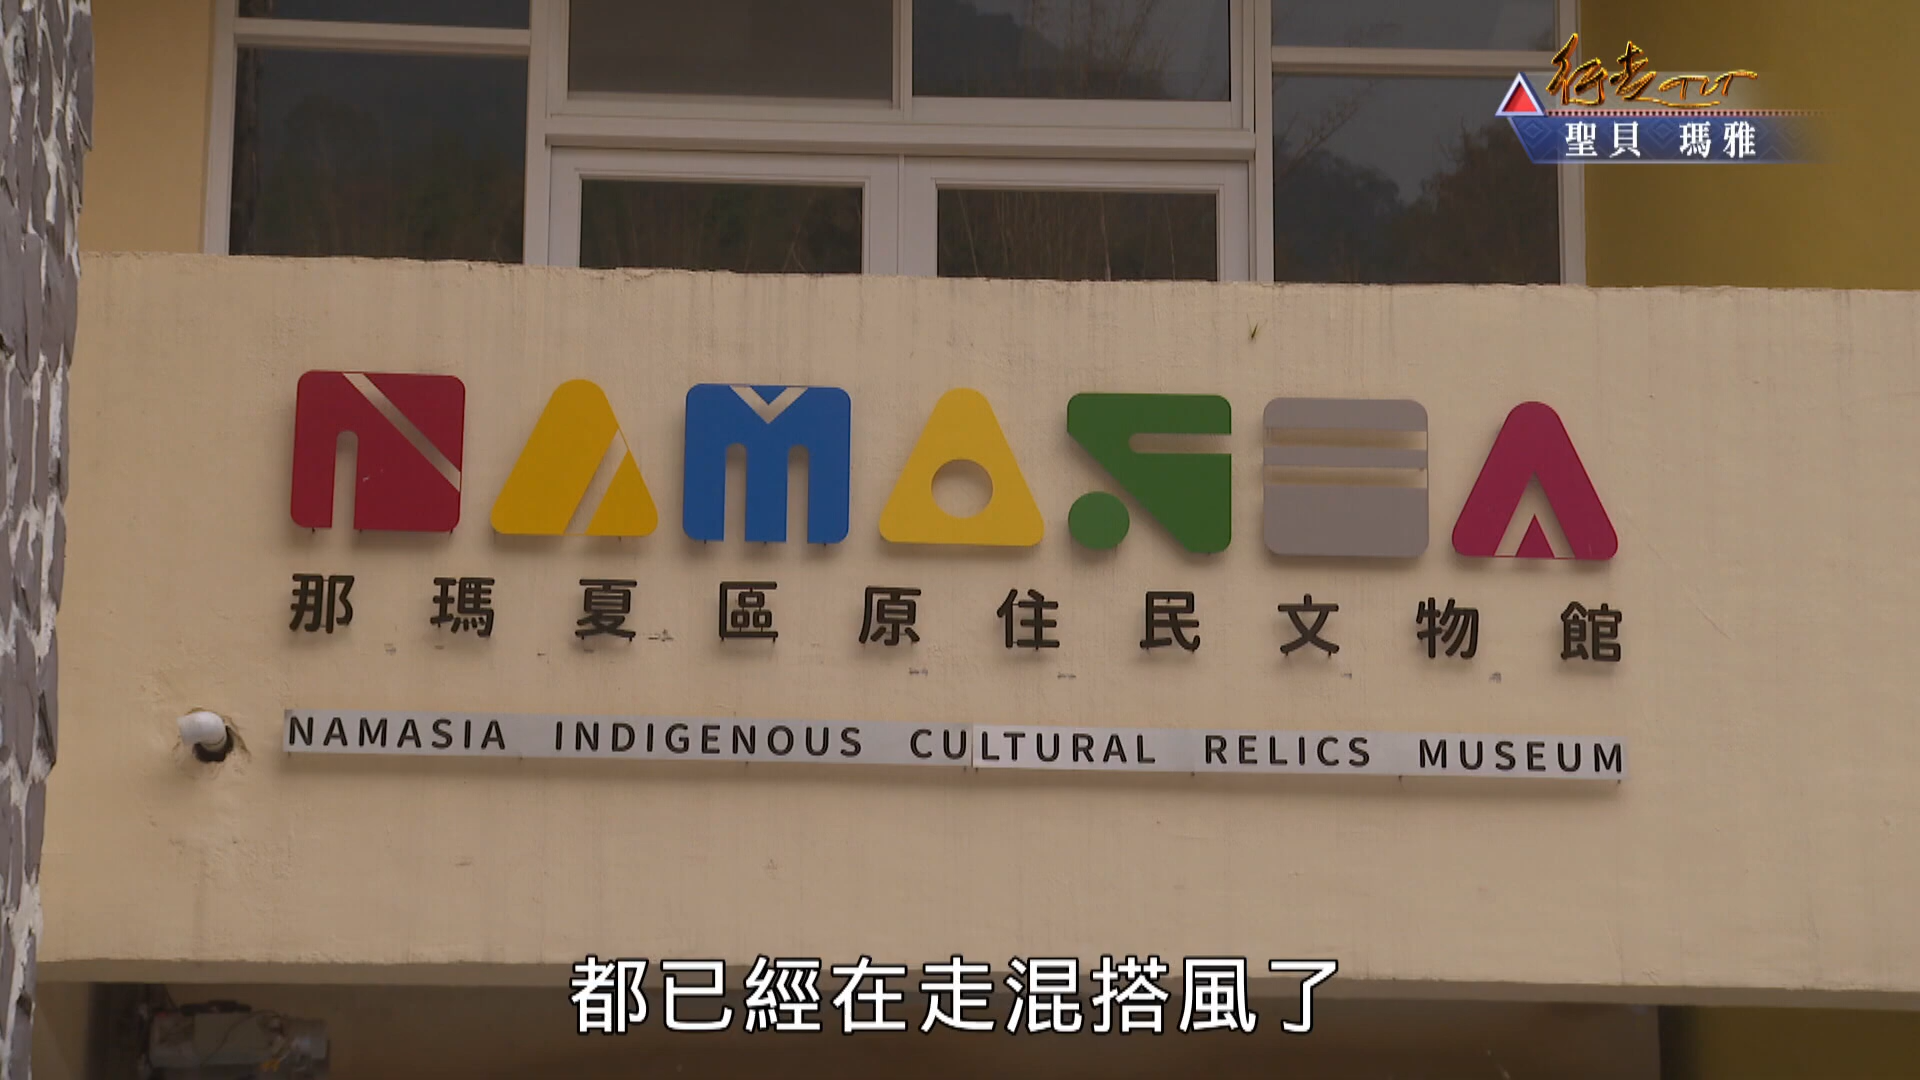 行走TIT
聖貝 瑪雅
NAMASIA
那瑪夏區原住民文物館
NAMASIA INDIGENOUS CULTURAL RELICS MUSEUM
都已經在走混搭風了